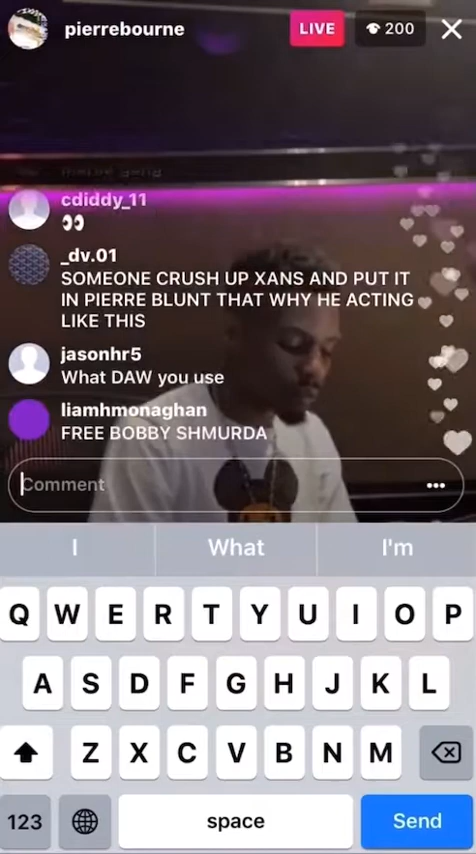 pierrebourne
LIVE
200
cdiddy_11
👀
_dv.01
SOMEONE CRUSH UP XANS AND PUT IT
IN PIERRE BLUNT THAT WHY HE ACTING
LIKE THIS
jasonhr5
What DAW you use
liamhmonaghan
FREE BOBBY SHMURDA
Comment
I What I'm
Q W E R T Y U I O P
A S D F G H J K L
Z X C V B N M
123 space Send